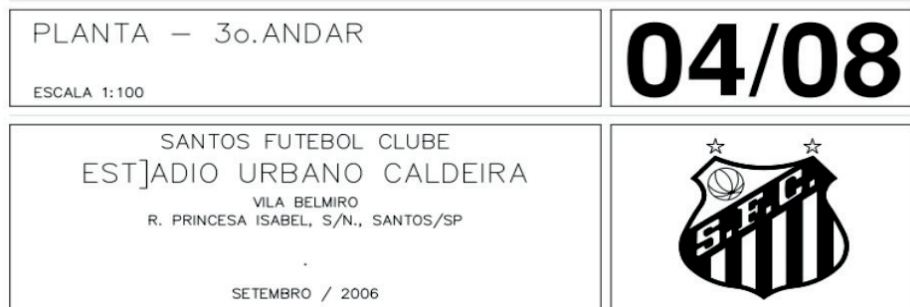 PLANTA – 3o.ANDAR
ESCALA 1:100
04/08
SANTOS FUTEBOL CLUBE
EST]ADIO URBANO CALDEIRA
VILA BELMIRO
R. PRINCESA ISABEL, S/N., SANTOS/SP
.
SETEMBRO / 2006
S.F.C.